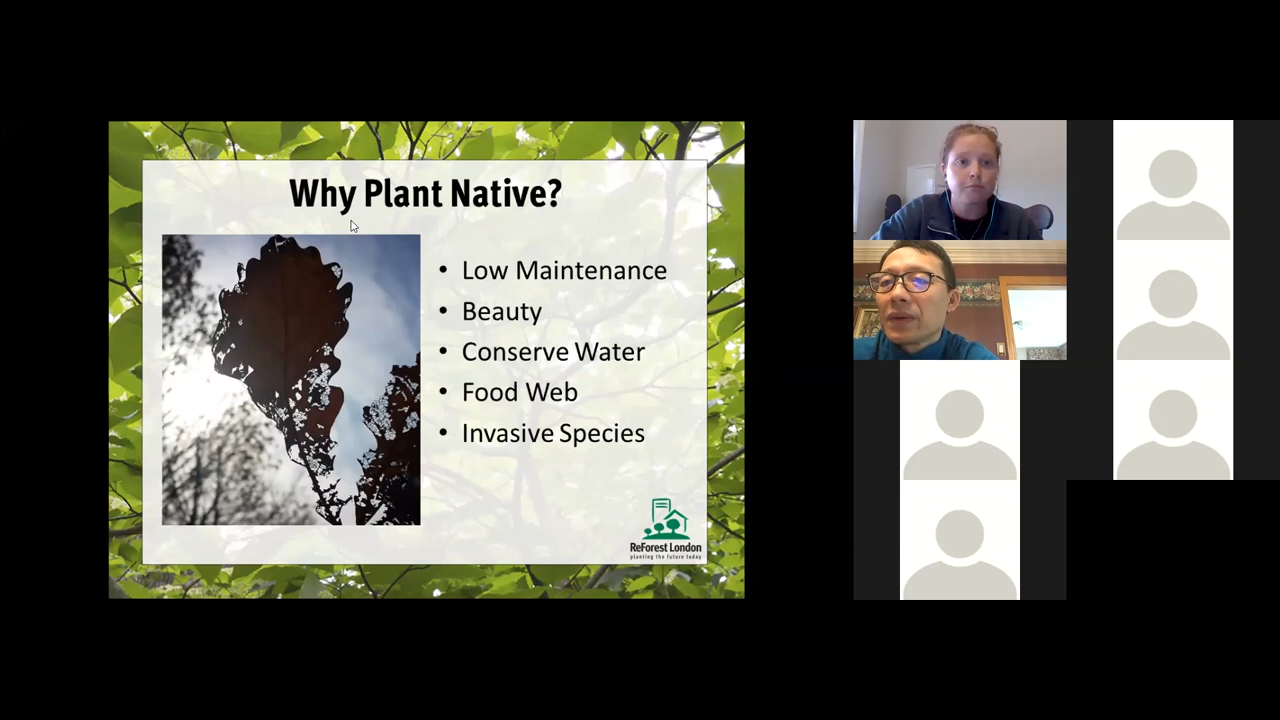 Why Plant Native?
• Low Maintenance
• Beauty
• Conserve Water
• Food Web
• Invasive Species
ReForest London
planting the future today